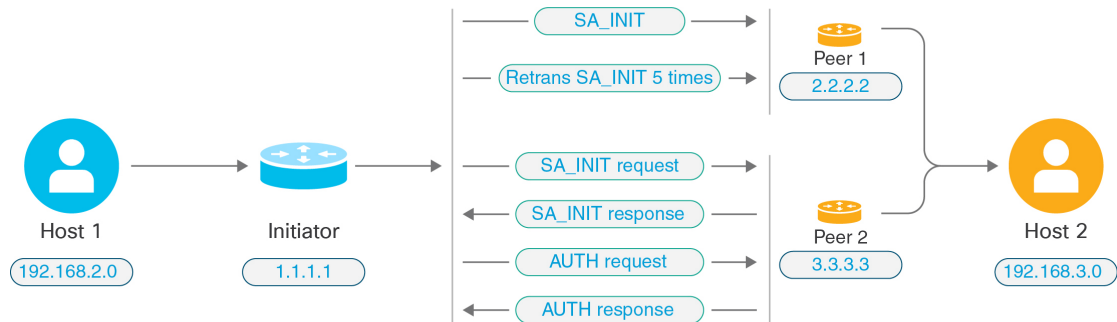 SA_INIT
Retrans SA_INIT 5 times
Peer 1
2.2.2.2
Host 1
192.168.2.0
Initiator
1.1.1.1
SA_INIT request
SA_INIT response
AUTH request
AUTH response
Peer 2
3.3.3.3
Host 2
192.168.3.0